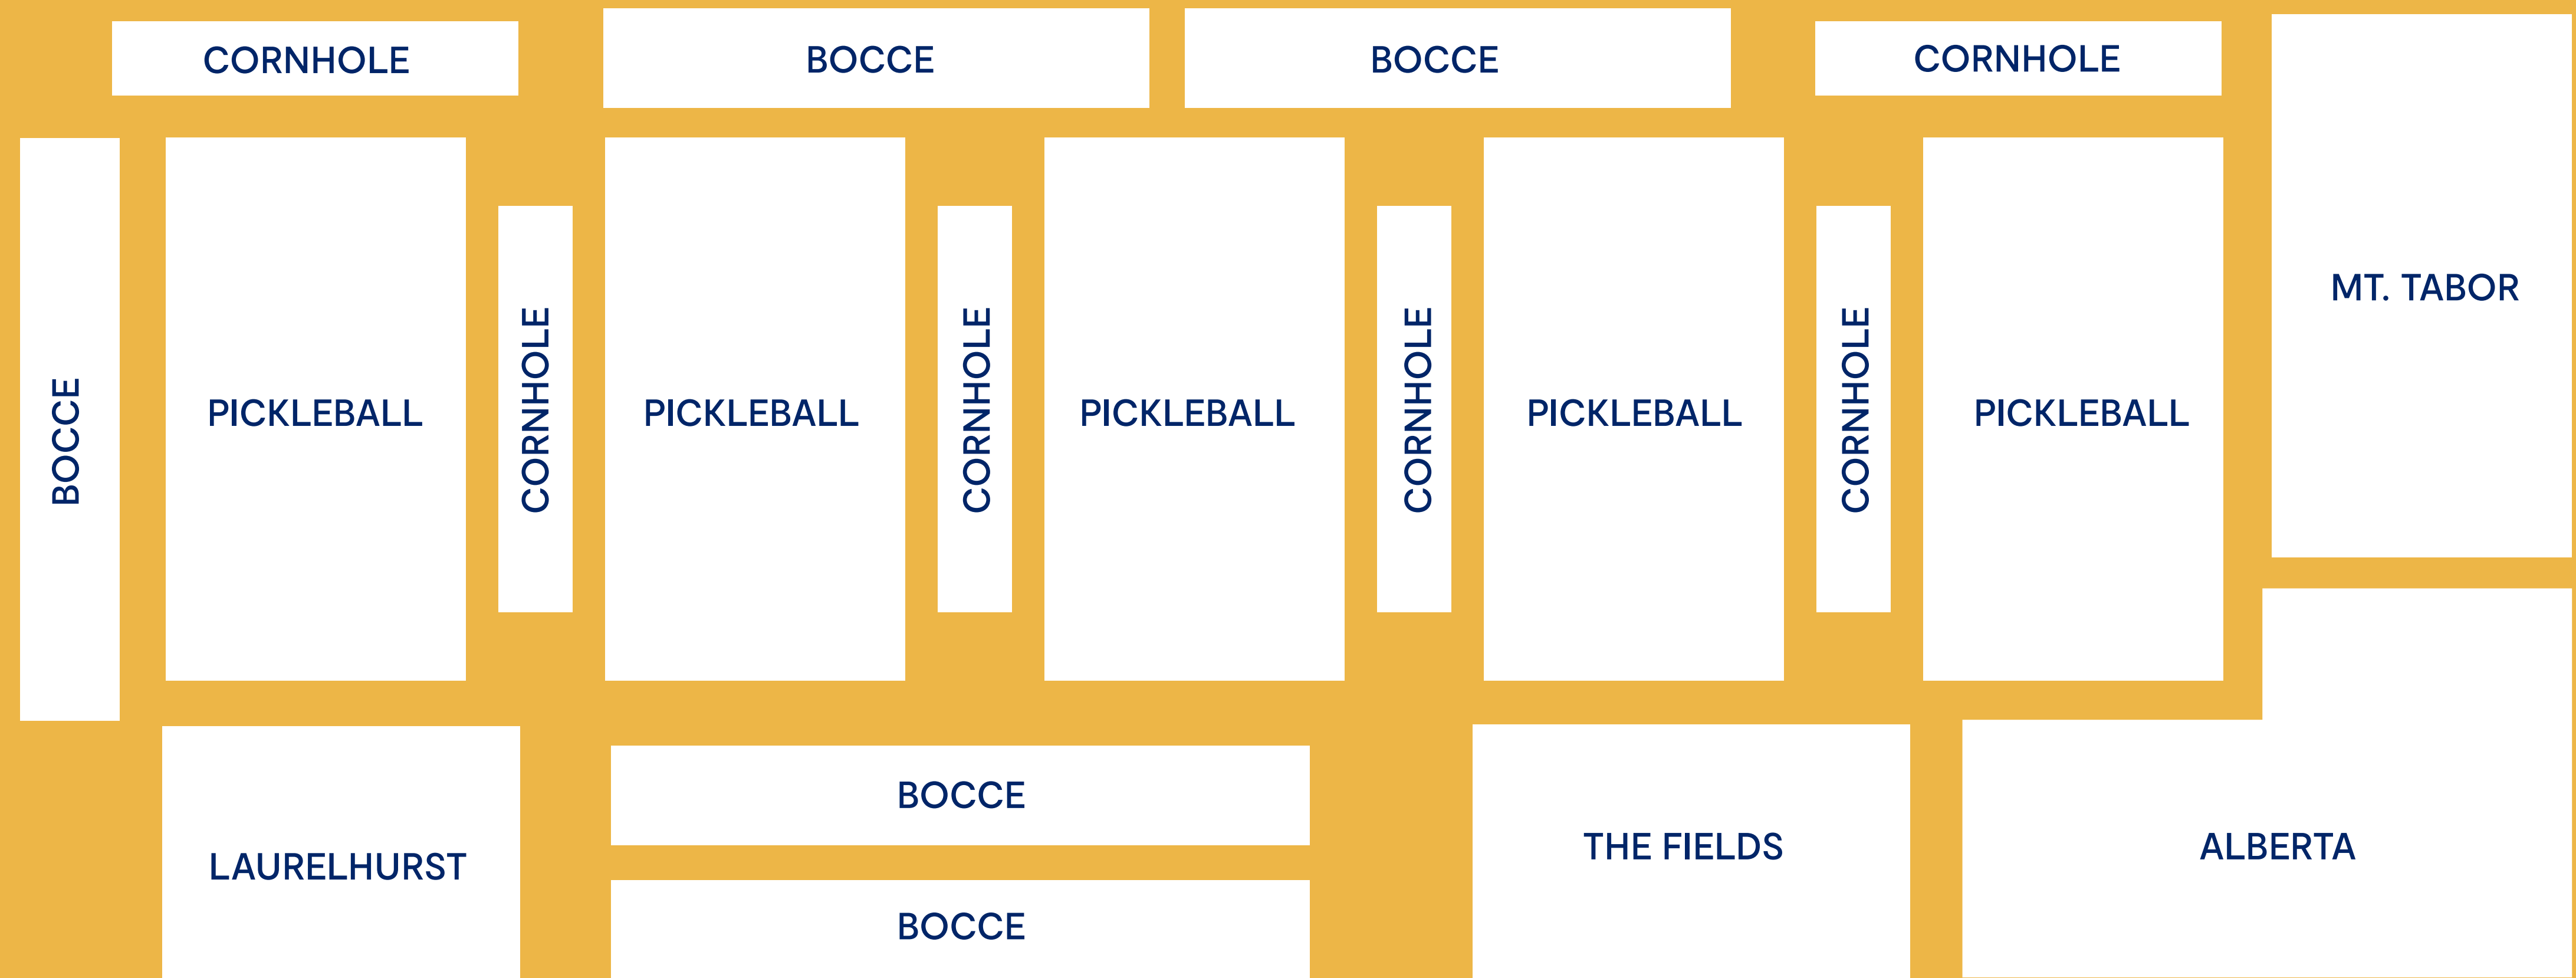 CORNHOLE
BOCCE
BOCCE
CORNHOLE
MT. TABOR
BOCCE
PICKLEBALL
CORNHOLE
PICKLEBALL
CORNHOLE
PICKLEBALL
CORNHOLE
PICKLEBALL
CORNHOLE
PICKLEBALL
LAURELHURST
BOCCE
BOCCE
THE FIELDS
ALBERTA